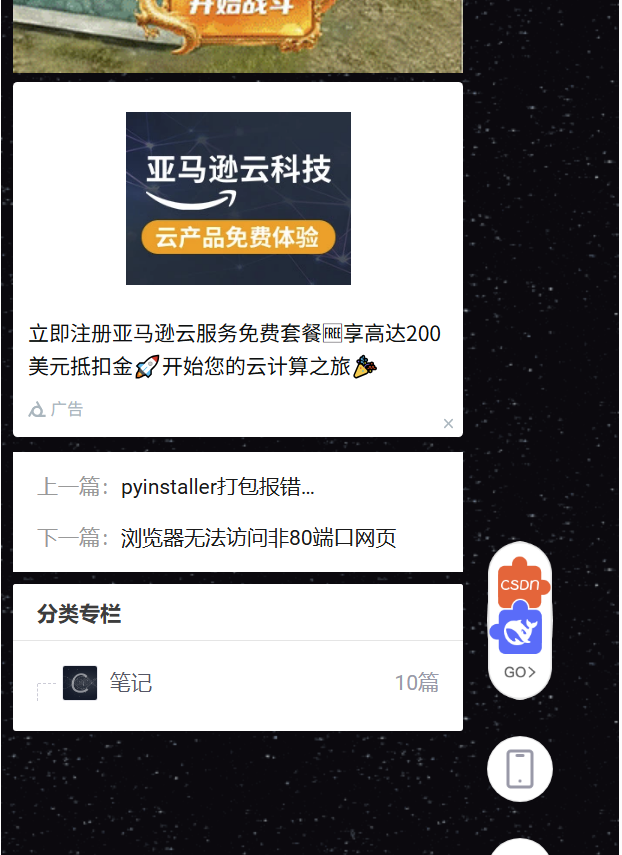 开始战斗
亚马逊云科技
云产品免费体验
立即注册亚马逊云服务免费套餐🆓享高达200
美元抵扣金🚀开始您的云计算之旅🎉
广告
×
上一篇：pyinstaller打包报错...
下一篇：浏览器无法访问非80端口网页
分类专栏
C 笔记 10篇
CSDN
GO>